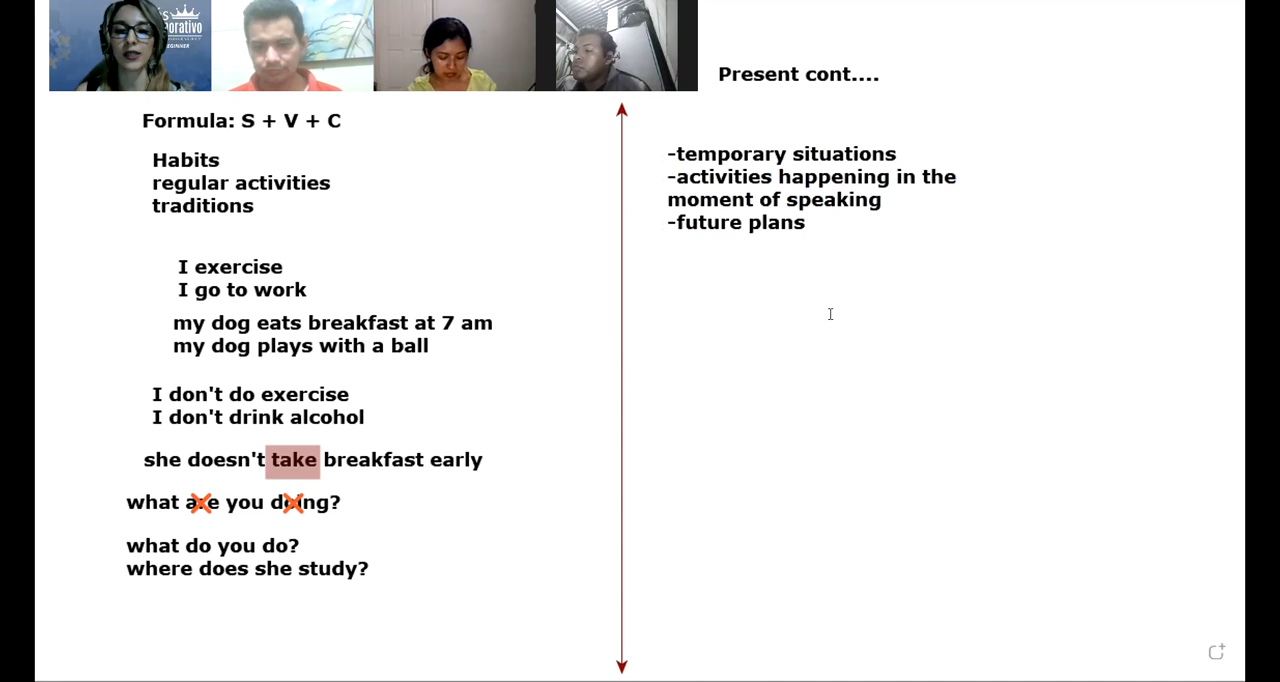 BEGINNER
Present cont....
Formula: S + V + C
Habits
regular activities
traditions
I exercise
I go to work
my dog eats breakfast at 7 am
my dog plays with a ball
I don't do exercise
I don't drink alcohol
she doesn't take breakfast early
what are you doing?
what do you do?
where does she study?
-temporary situations
-activities happening in the
moment of speaking
-future plans